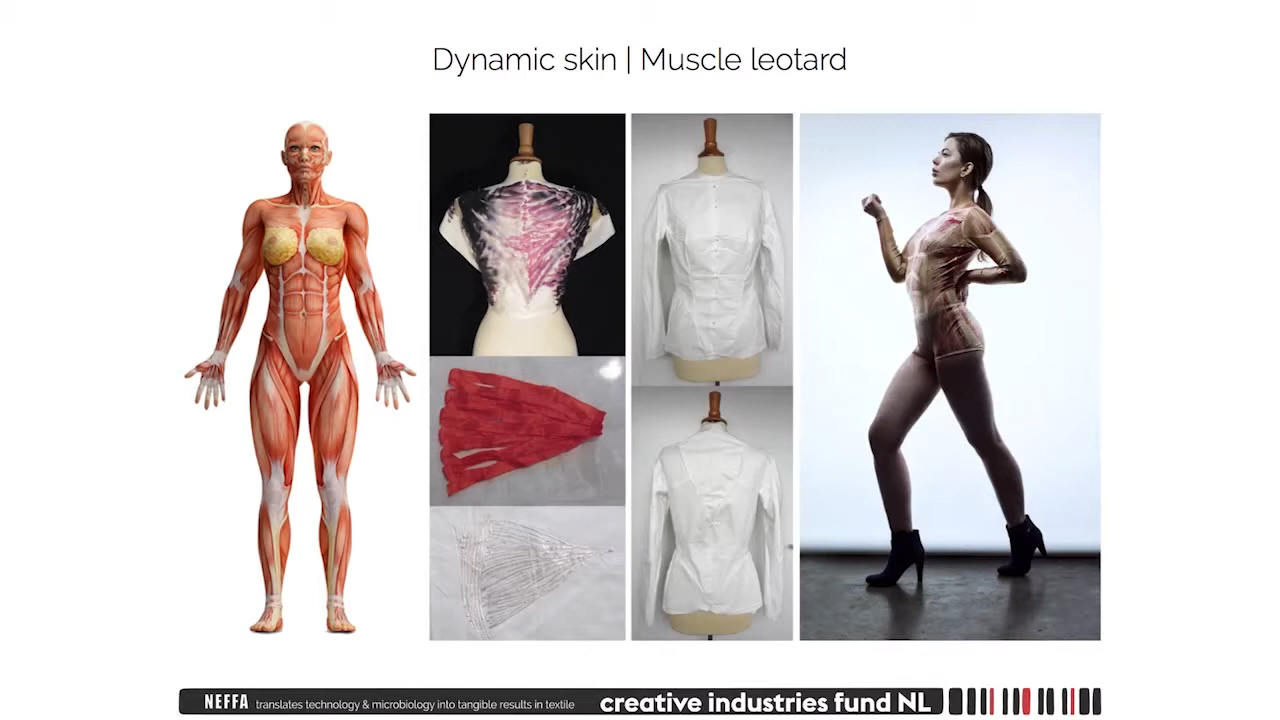 Dynamic skin | Muscle leotard
NEFFA translates technology & microbiology into tangible results in textile creative industries fund NL